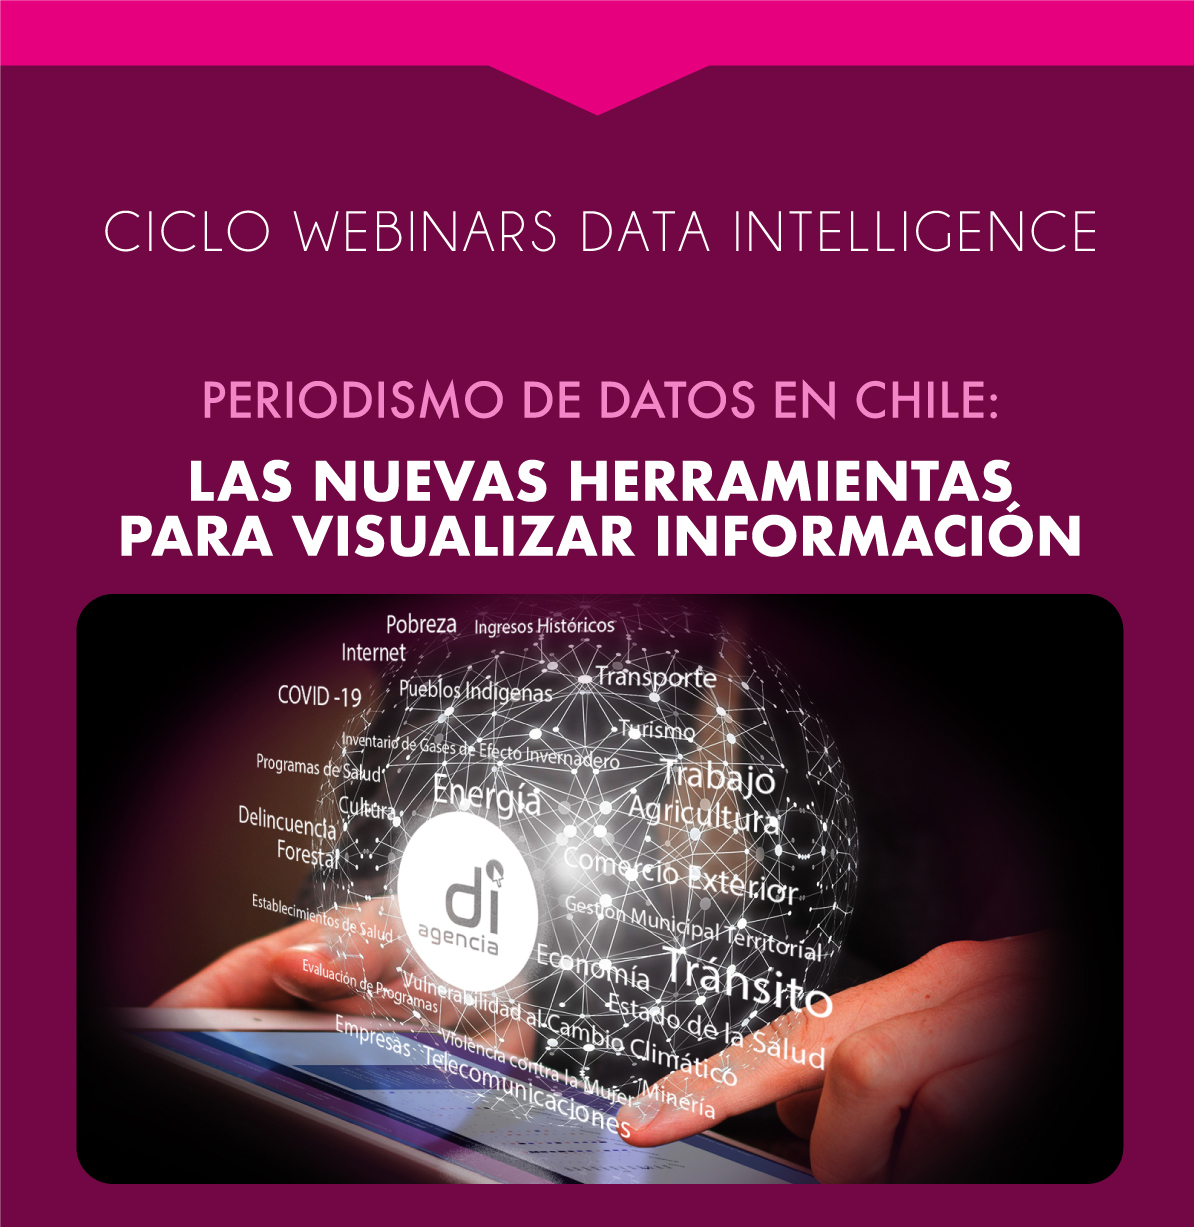 CICLO WEBINARS DATA INTELLIGENCE
PERIODISMO DE DATOS EN CHILE:
LAS NUEVAS HERRAMIENTAS
PARA VISUALIZAR INFORMACIÓN
Pobreza
Ingresos Históricos
Internet
Transporte
COVID -19
Pueblos Indígenas
Turismo
Inventario de Gases de Efecto Invernadero
Programas de Salud
Trabajo
Energía
Cultura
Agricultura
Delincuencia
Forestal
Comercio Exterior
di
agencia
Establecimientos de Salud
Gestión Municipal Territorial
Economía
Tránsito
Evaluación de Programas
Vulnerabilidad al Cambio Climático
Estado de la Salud
Empresas
Violencia contra la Mujer
Minería
Telecomunicaciones